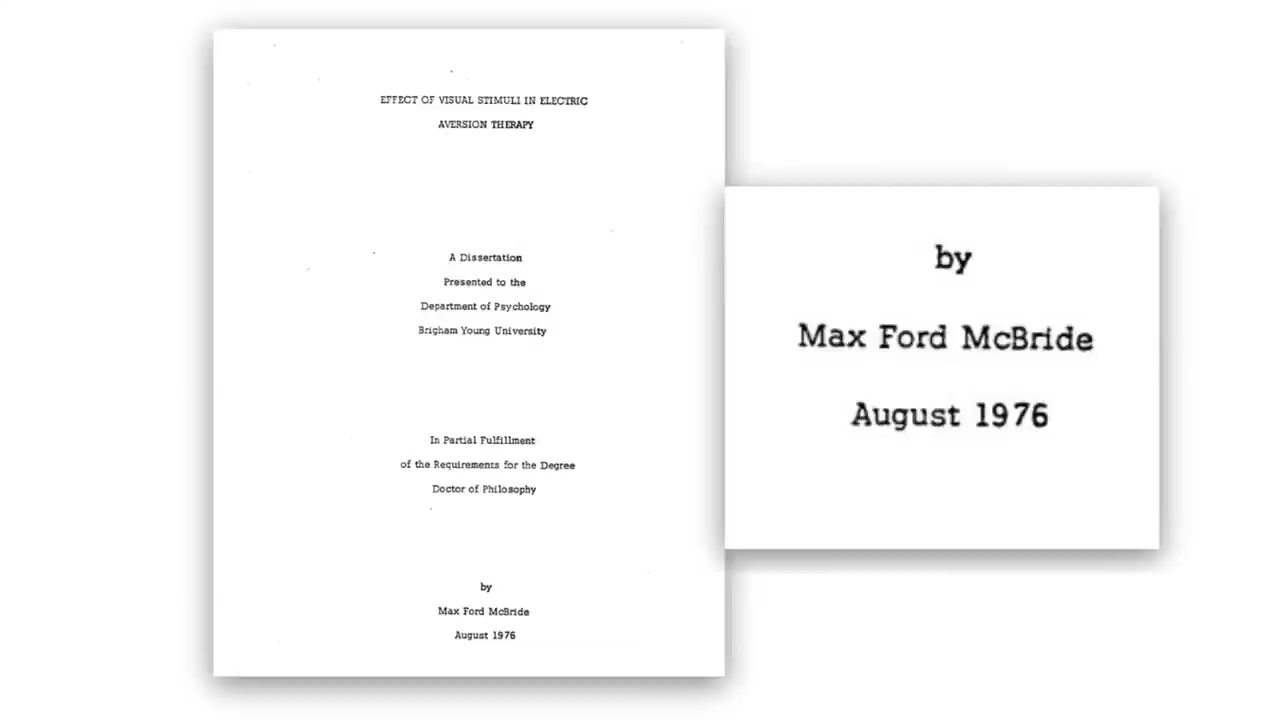 EFFECT OF VISUAL STIMULI IN ELECTRIC
AVERSION THERAPY
A Dissertation
Presented to the
Department of Psychology
Brigham Young University
In Partial Fulfillment
of the Requirements for the Degree
Doctor of Philosophy
by
Max Ford McBride
August 1976
by
Max Ford McBride
August 1976